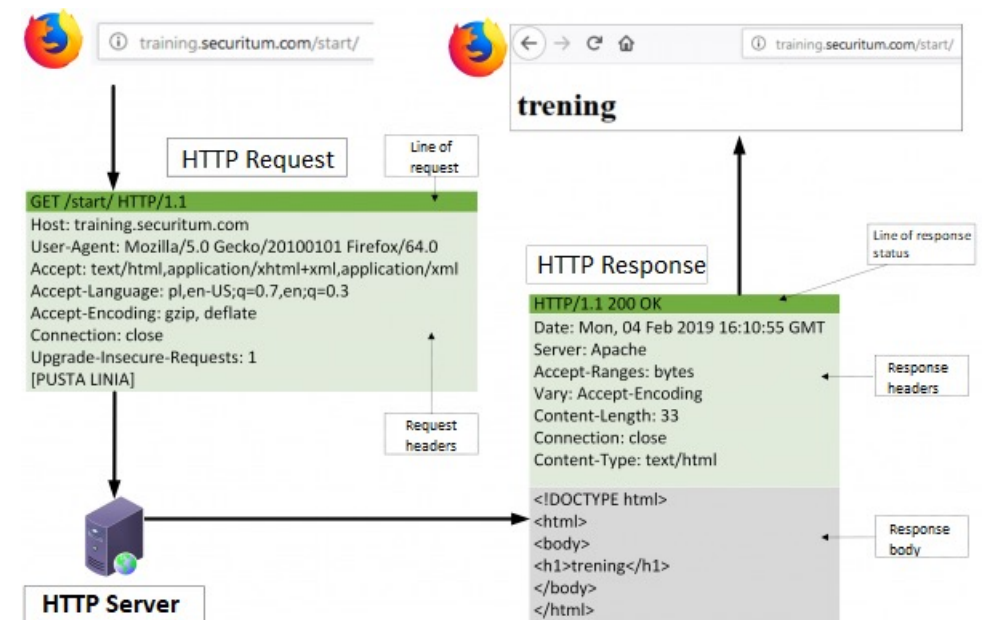 training.securitum.com/start/
HTTP Request
Line of
request
GET /start/ HTTP/1.1
Host: training.securitum.com
User-Agent: Mozilla/5.0 Gecko/20100101 Firefox/64.0
Accept: text/html,application/xhtml+xml,application/xml
Accept-Language: pl,en-US;q=0.7,en;q=0.3
Accept-Encoding: gzip, deflate
Connection: close
Upgrade-Insecure-Requests: 1
[PUSTA LINIA]
Request
headers
HTTP Server
training.securitum.com/start/
trening
HTTP Response
Line of response
status
HTTP/1.1 200 OK
Date: Mon, 04 Feb 2019 16:10:55 GMT
Server: Apache
Accept-Ranges: bytes
Vary: Accept-Encoding
Content-Length: 33
Connection: close
Content-Type: text/html
Response
headers
<!DOCTYPE html>
<html>
<body>
<h1>trening</h1>
</body>
</html>
Response
body